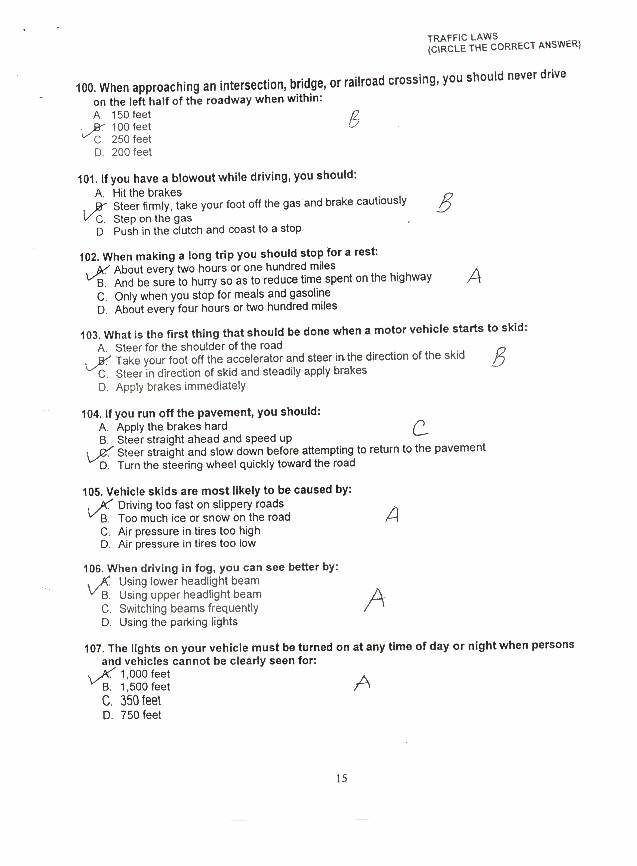 TRAFFIC LAWS
(CIRCLE THE CORRECT ANSWER)
100. When approaching an intersection, bridge, or railroad crossing, you should never drive
on the left half of the roadway when within:
A. 150 feet
B. 100 feet B
C. 250 feet
D. 200 feet
101. If you have a blowout while driving, you should:
A. Hit the brakes
B. Steer firmly, take your foot off the gas and brake cautiously B
C. Step on the gas
D Push in the clutch and coast to a stop
102. When making a long trip you should stop for a rest:
A. About every two hours or one hundred miles
B. And be sure to hurry so as to reduce time spent on the highway A
C. Only when you stop for meals and gasoline
D. About every four hours or two hundred miles
103. What is the first thing that should be done when a motor vehicle starts to skid:
A. Steer for the shoulder of the road
B. Take your foot off the accelerator and steer in the direction of the skid B
C. Steer in direction of skid and steadily apply brakes
D. Apply brakes immediately
104. If you run off the pavement, you should:
A. Apply the brakes hard C
B. Steer straight ahead and speed up
C. Steer straight and slow down before attempting to return to the pavement
D. Turn the steering wheel quickly toward the road
105. Vehicle skids are most likely to be caused by:
A. Driving too fast on slippery roads
B. Too much ice or snow on the road A
C. Air pressure in tires too high
D. Air pressure in tires too low
106. When driving in fog, you can see better by:
A. Using lower headlight beam
B. Using upper headlight beam A
C. Switching beams frequently
D. Using the parking lights
107. The lights on your vehicle must be turned on at any time of day or night when persons
and vehicles cannot be clearly seen for:
A. 1,000 feet
B. 1,500 feet A
C. 350 feet
D. 750 feet
15